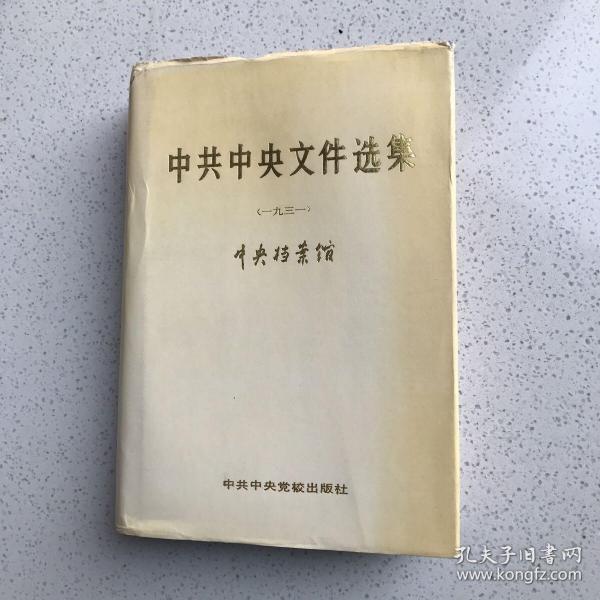 中共中央文件选集
（一九三一）
中央档案馆
中共中央党校出版社
孔夫子旧书网
www.kongfz.com